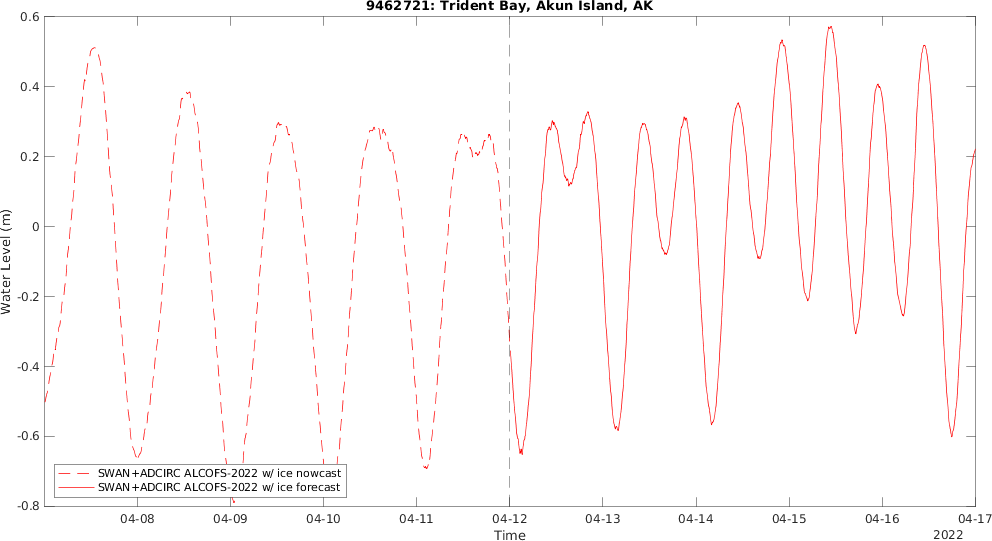 9462721: Trident Bay, Akun Island, AK
Water Level (m)
0.6
0.4
0.2
0
-0.2
-0.4
-0.6
-0.8
SWAN+ADCIRC ALCOFS-2022 w/ ice nowcast
SWAN+ADCIRC ALCOFS-2022 w/ ice forecast
04-08 04-09 04-10 04-11 04-12 04-13 04-14 04-15 04-16 04-17
Time
2022